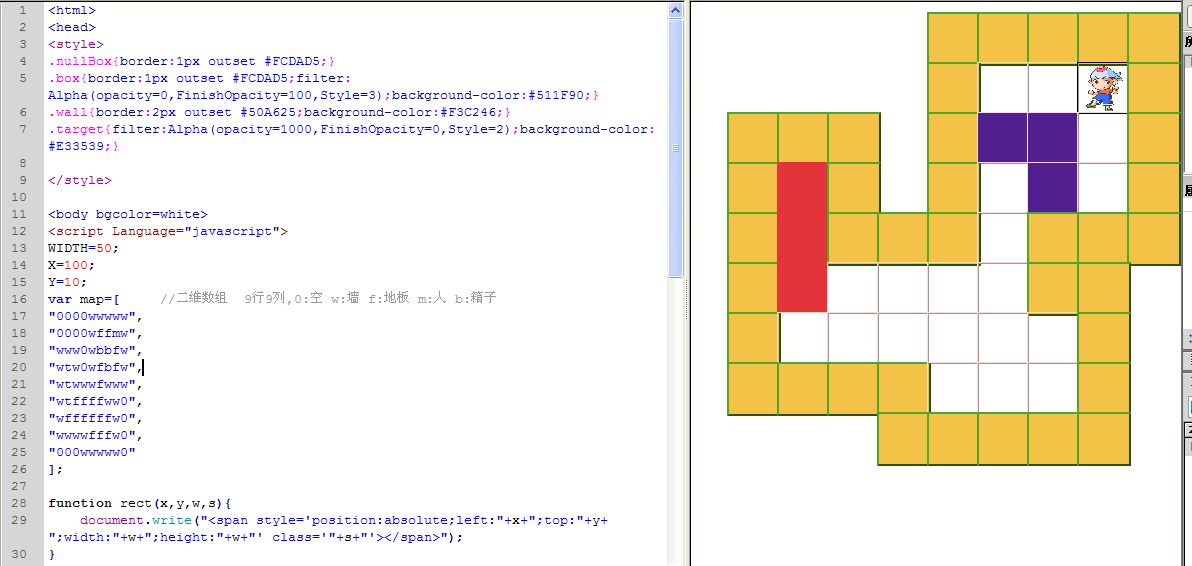 1 <html>
2 <head>
3 <style>
4 .nullBox{border:1px outset #FCDAD5;}
5 .box{border:1px outset #FCDAD5;filter:
Alpha(opacity=0,FinishOpacity=100,Style=3);background-color:#511F90;}
6 .wall{border:2px outset #50A625;background-color:#F3C246;}
7 .target{filter:Alpha(opacity=1000,FinishOpacity=0,Style=2);background-color:
#E33539;}
8
9 </style>
10
11 <body bgcolor=white>
12 <script Language="javascript">
13 WIDTH=50;
14 X=100;
15 Y=10;
16 var map=[ //二维数组 9行9列,0:空 w:墙 f:地板 m:人 b:箱子
17 "0000wwwww",
18 "0000wffmw",
19 "www0wbbfw",
20 "wtw0wfbfw",
21 "wtwwwfwww",
22 "wtffffww0",
23 "wffffffw0",
24 "wwwwfffw0",
25 "000wwwww0"
26 ];
27
28 function rect(x,y,w,s){
29 document.write("<span style='position:absolute;left:"+x+";top:"+y+
";width:"+w+";height:"+w+"' class='"+s+"'></span>");
30 }